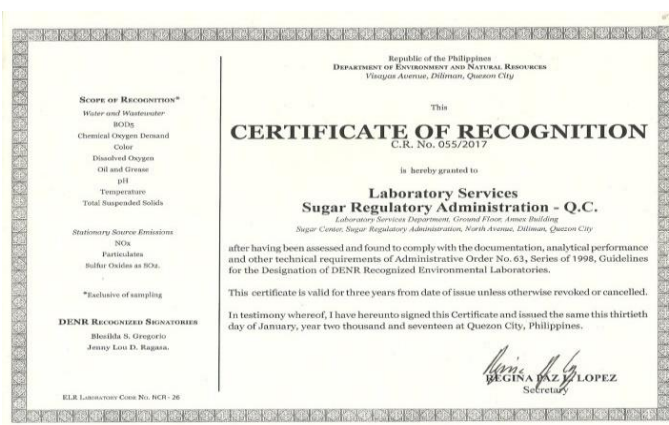 SCOPE OF RECOGNITION*
Water and Wastewater
BOD5
Chemical Oxygen Demand
Color
Dissolved Oxygen
Oil and Grease
pH
Temperature
Total Suspended Solids
Stationary Source Emissions
NOx
Particulates
Sulfur Oxides as SO2.
*Exclusive of sampling
DENR RECOGNIZED SIGNATORIES
Blesilda S. Gregorio
Jenny Lou D. Ragasa.
ELR LABORATORY CODE NO. NCR - 26
Republic of the Philippines
DEPARTMENT OF ENVIRONMENT AND NATURAL RESOURCES
Visayas Avenue, Diliman, Quezon City
This
CERTIFICATE OF RECOGNITION
C.R. No. 055/2017
is hereby granted to
Laboratory Services
Sugar Regulatory Administration - Q.C.
Laboratory Services Department, Ground Floor, Annex Building
Sugar Center, Sugar Regulatory Administration, North Avenue, Diliman, Quezon City
after having been assessed and found to comply with the documentation, analytical performance
and other technical requirements of Administrative Order No. 63, Series of 1998, Guidelines
for the Designation of DENR Recognized Environmental Laboratories.
This certificate is valid for three years from date of issue unless otherwise revoked or cancelled.
In testimony whereof, I have hereunto signed this Certificate and issued the same this thirtieth
day of January, year two thousand and seventeen at Quezon City, Philippines.
REGINA PAZ L. LOPEZ
Secretary